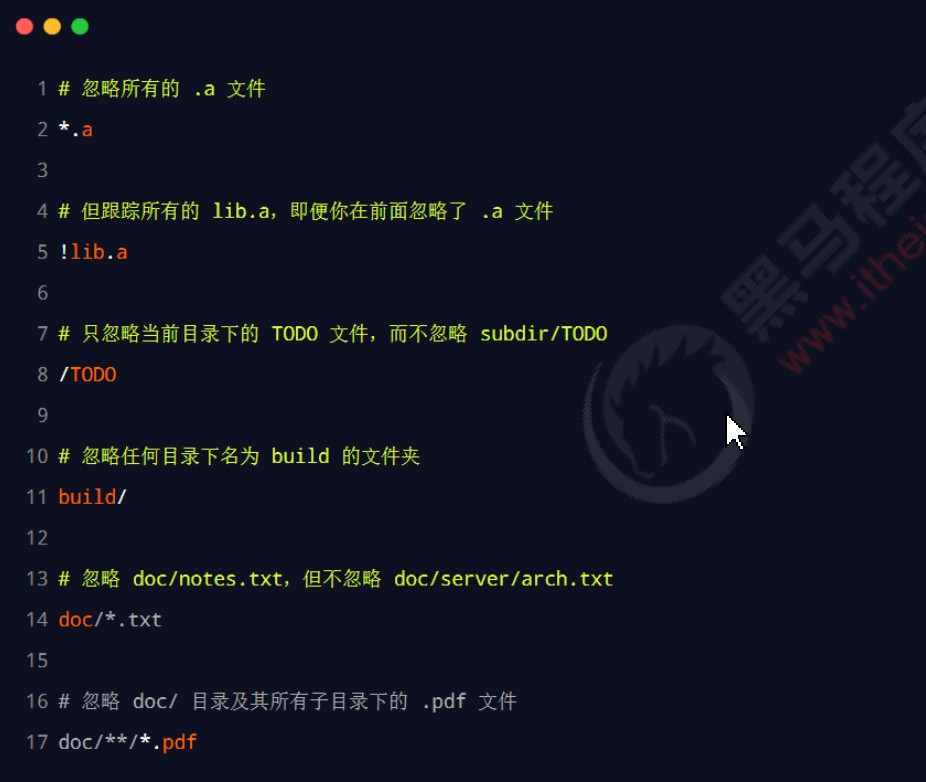 1 # 忽略所有的 .a 文件
2 *.a
3
4 # 但跟踪所有的 lib.a，即便你在前面忽略了 .a 文件
5 !lib.a
6
7 # 只忽略当前目录下的 TODO 文件，而不忽略 subdir/TODO
8 /TODO
9
10 # 忽略任何目录下名为 build 的文件夹
11 build/
12
13 # 忽略 doc/notes.txt，但不忽略 doc/server/arch.txt
14 doc/*.txt
15
16 # 忽略 doc/ 目录及其所有子目录下的 .pdf 文件
17 doc/**/*.pdf
黑马程序